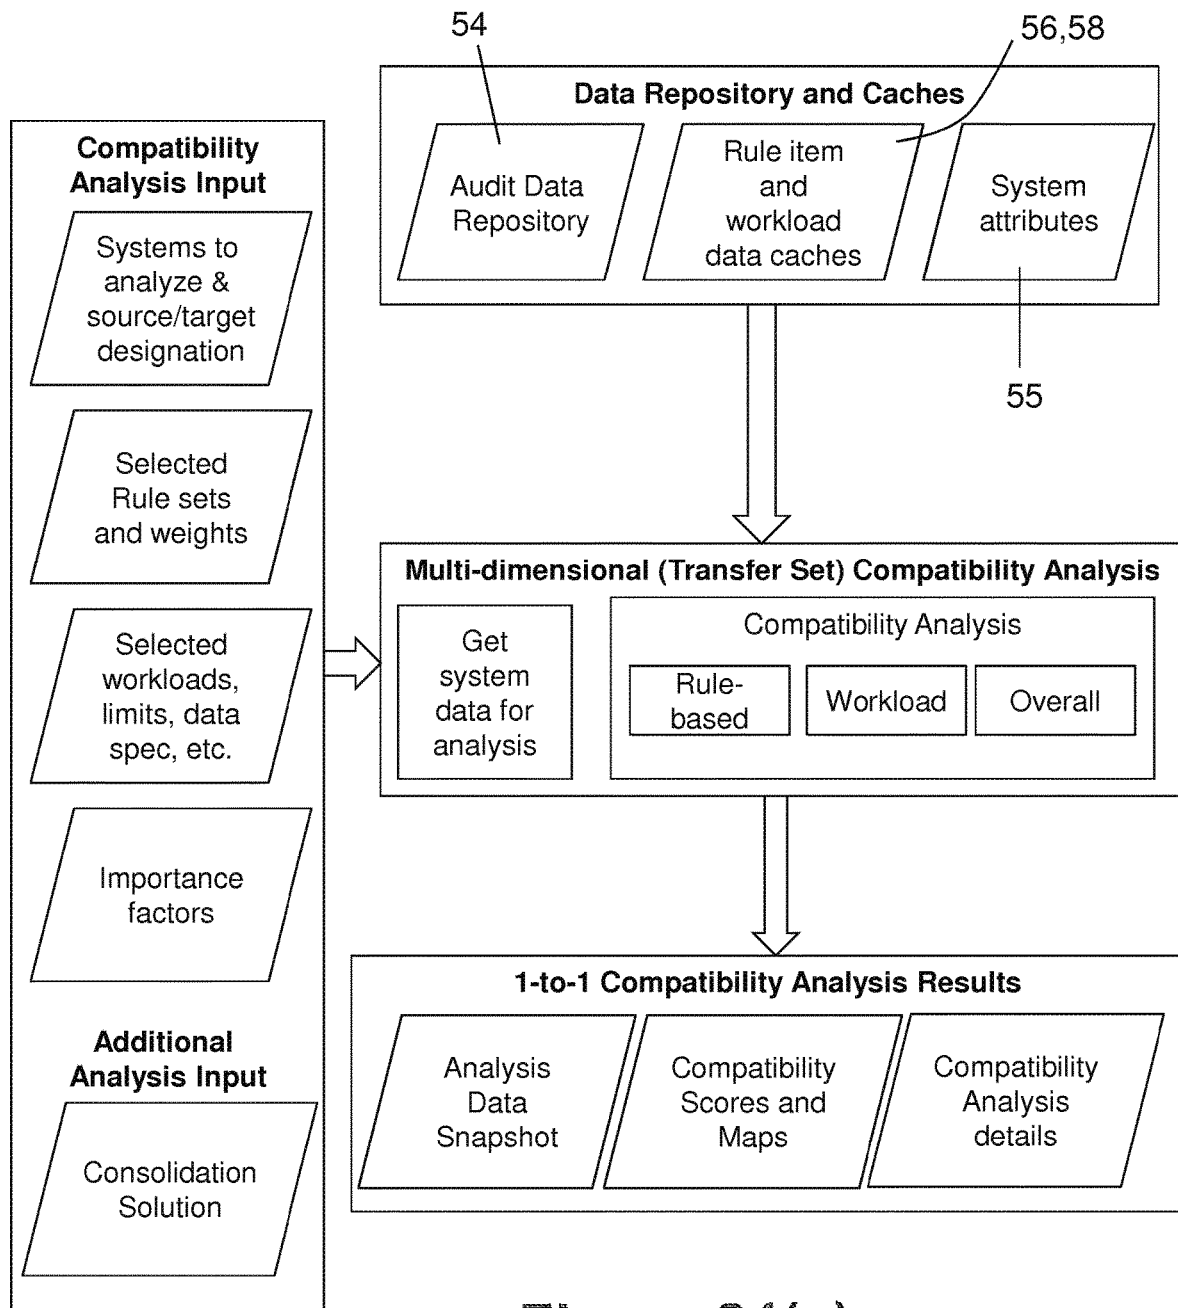 54
56,58
Data Repository and Caches
Audit Data
Repository
Rule item
and
workload
data caches
System
attributes
55
Compatibility
Analysis Input
Systems to
analyze &
source/target
designation
Selected
Rule sets
and weights
Selected
workloads,
limits, data
spec, etc.
Importance
factors
Additional
Analysis Input
Consolidation
Solution
Multi-dimensional (Transfer Set) Compatibility Analysis
Get
system
data for
analysis
Compatibility Analysis
Rule-
based
Workload
Overall
1-to-1 Compatibility Analysis Results
Analysis
Data
Snapshot
Compatibility
Scores and
Maps
Compatibility
Analysis
details